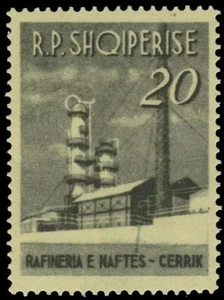 R.P. SHQIPERISE
20
RAFINERIA E NAFTES - CERRIK